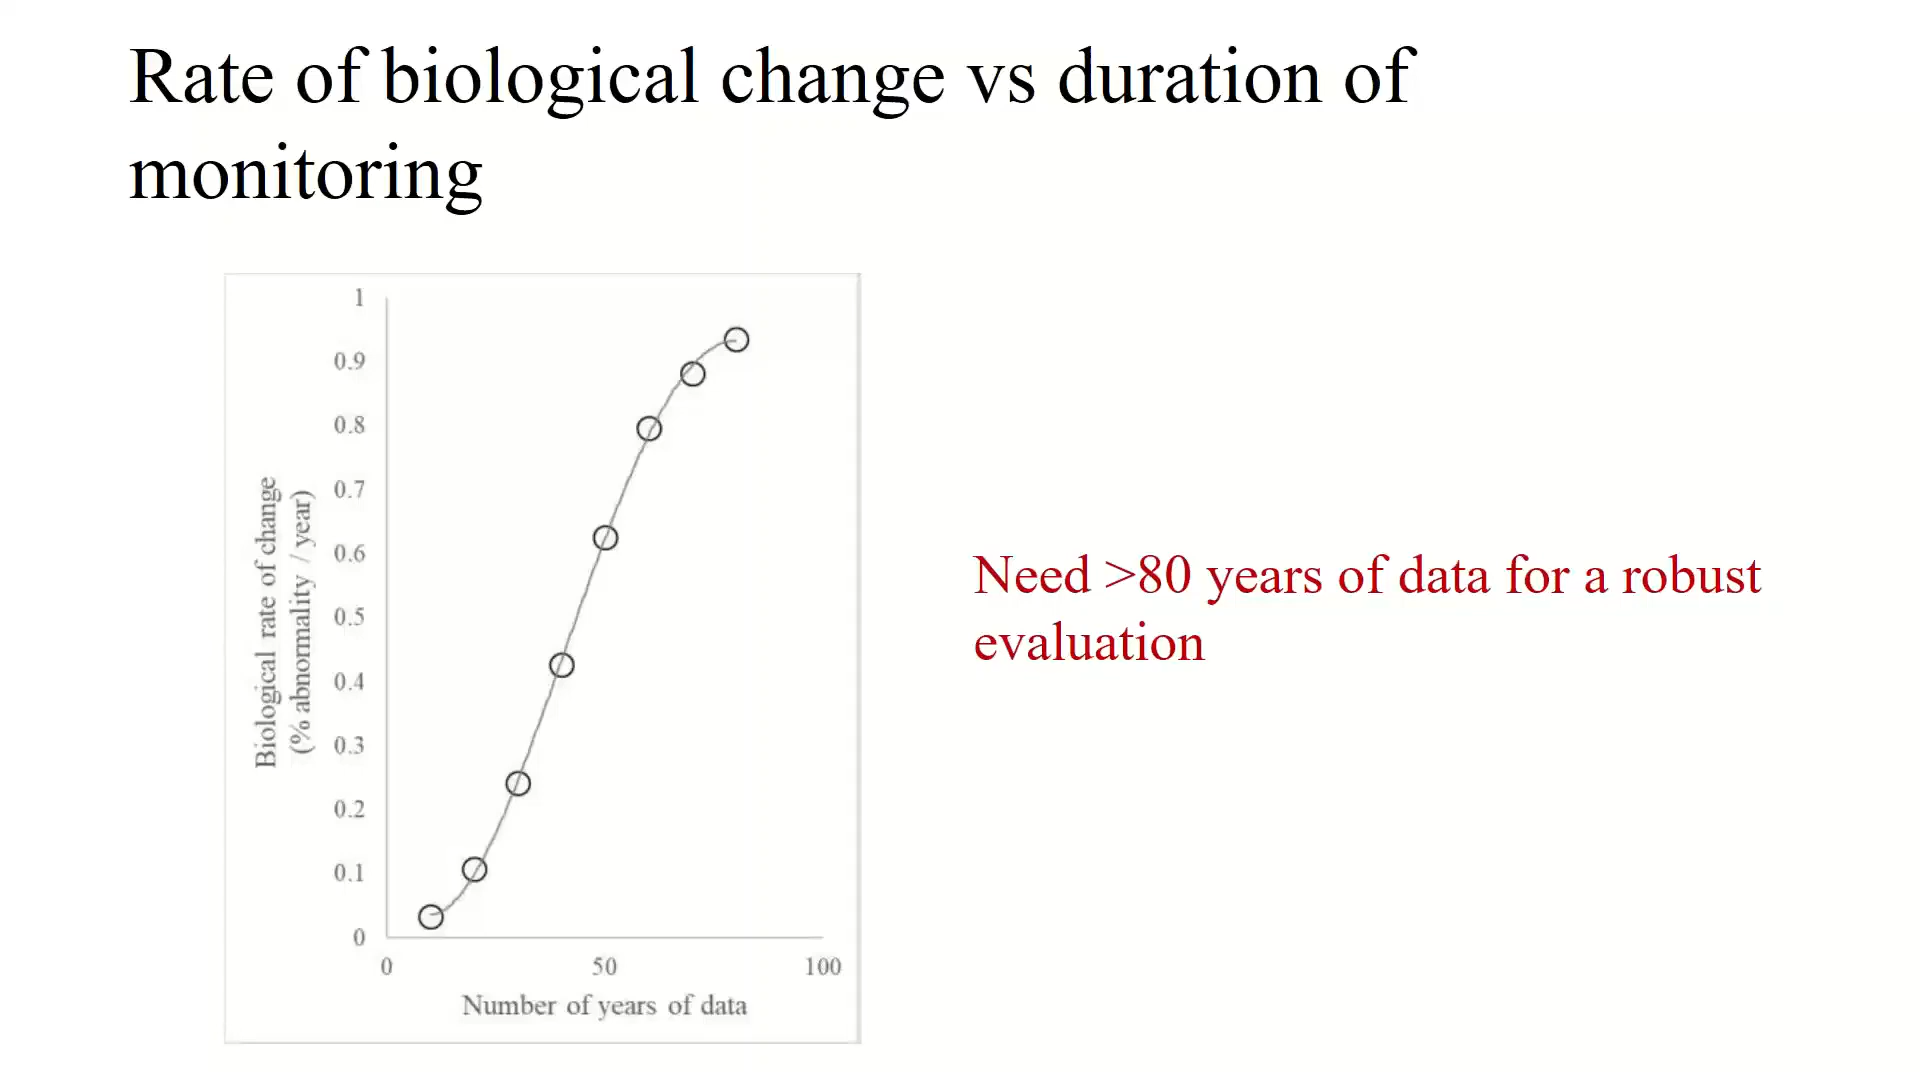 Rate of biological change vs duration of
monitoring
1
0.9
0.8
0.7
0.6
0.5
0.4
0.3
0.2
0.1
0
Biological rate of change
(% abnormality / year)
0
50
100
Number of years of data
Need >80 years of data for a robust
evaluation